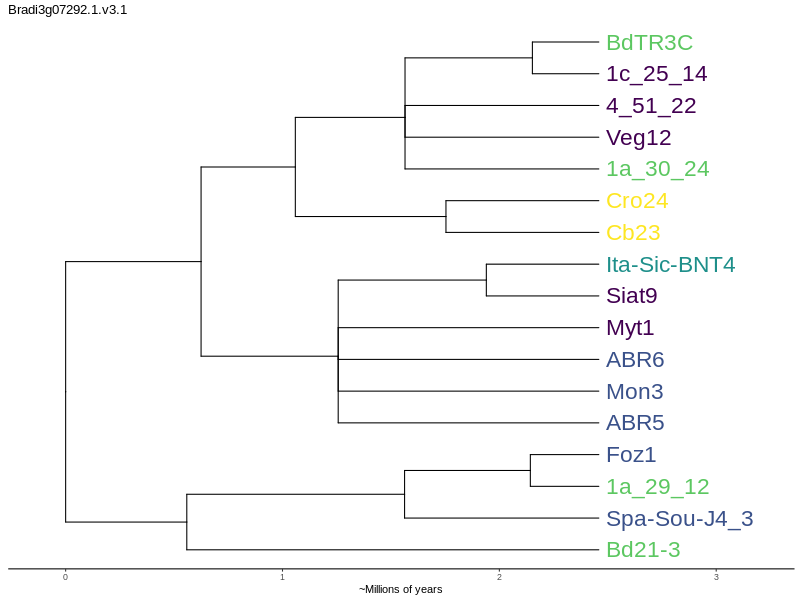 Bradi3g07292.1.v3.1
BdTR3C
1c_25_14
4_51_22
Veg12
1a_30_24
Cro24
Cb23
Ita-Sic-BNT4
Siat9
Myt1
ABR6
Mon3
ABR5
Foz1
1a_29_12
Spa-Sou-J4_3
Bd21-3
0 1 2 3
~Millions of years